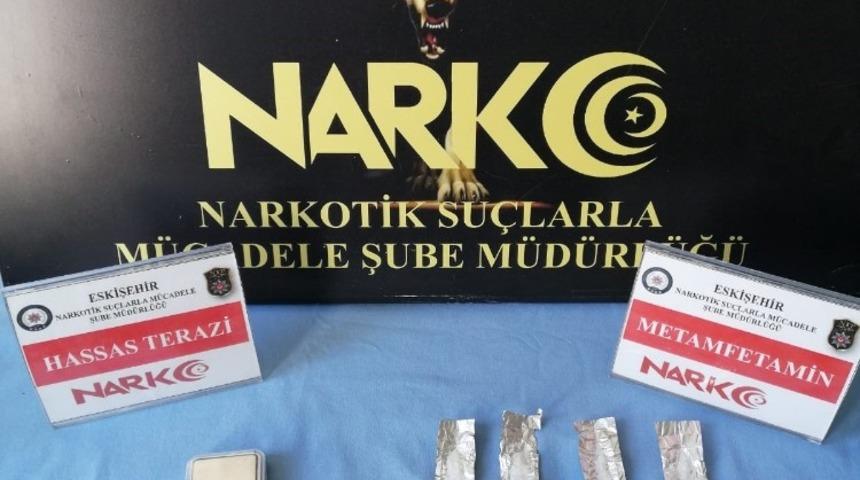 NARKO
NARKOTİK SUÇLARLA
MÜCADELE ŞUBE MÜDÜRLÜĞÜ
ESKİŞEHİR
NARKOTİK SUÇLARLA MÜCADELE
ŞUBE MÜDÜRLÜĞÜ
HASSAS TERAZİ
NARKO
ESKİŞEHİR
NARKOTİK SUÇLARLA MÜCADELE
ŞUBE MÜDÜRLÜĞÜ
METAMFETAMİN
NARKO